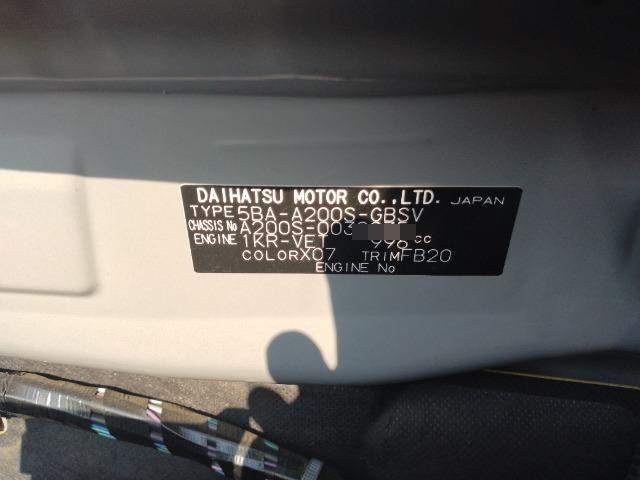 DAIHATSU MOTOR CO.,LTD. JAPAN
TYPE 5BA-A200S-GBSV
CHASSIS No A200S-003
ENGINE 1KR-VET 996 cc
COLOR X07 TRIM FB20
ENGINE No